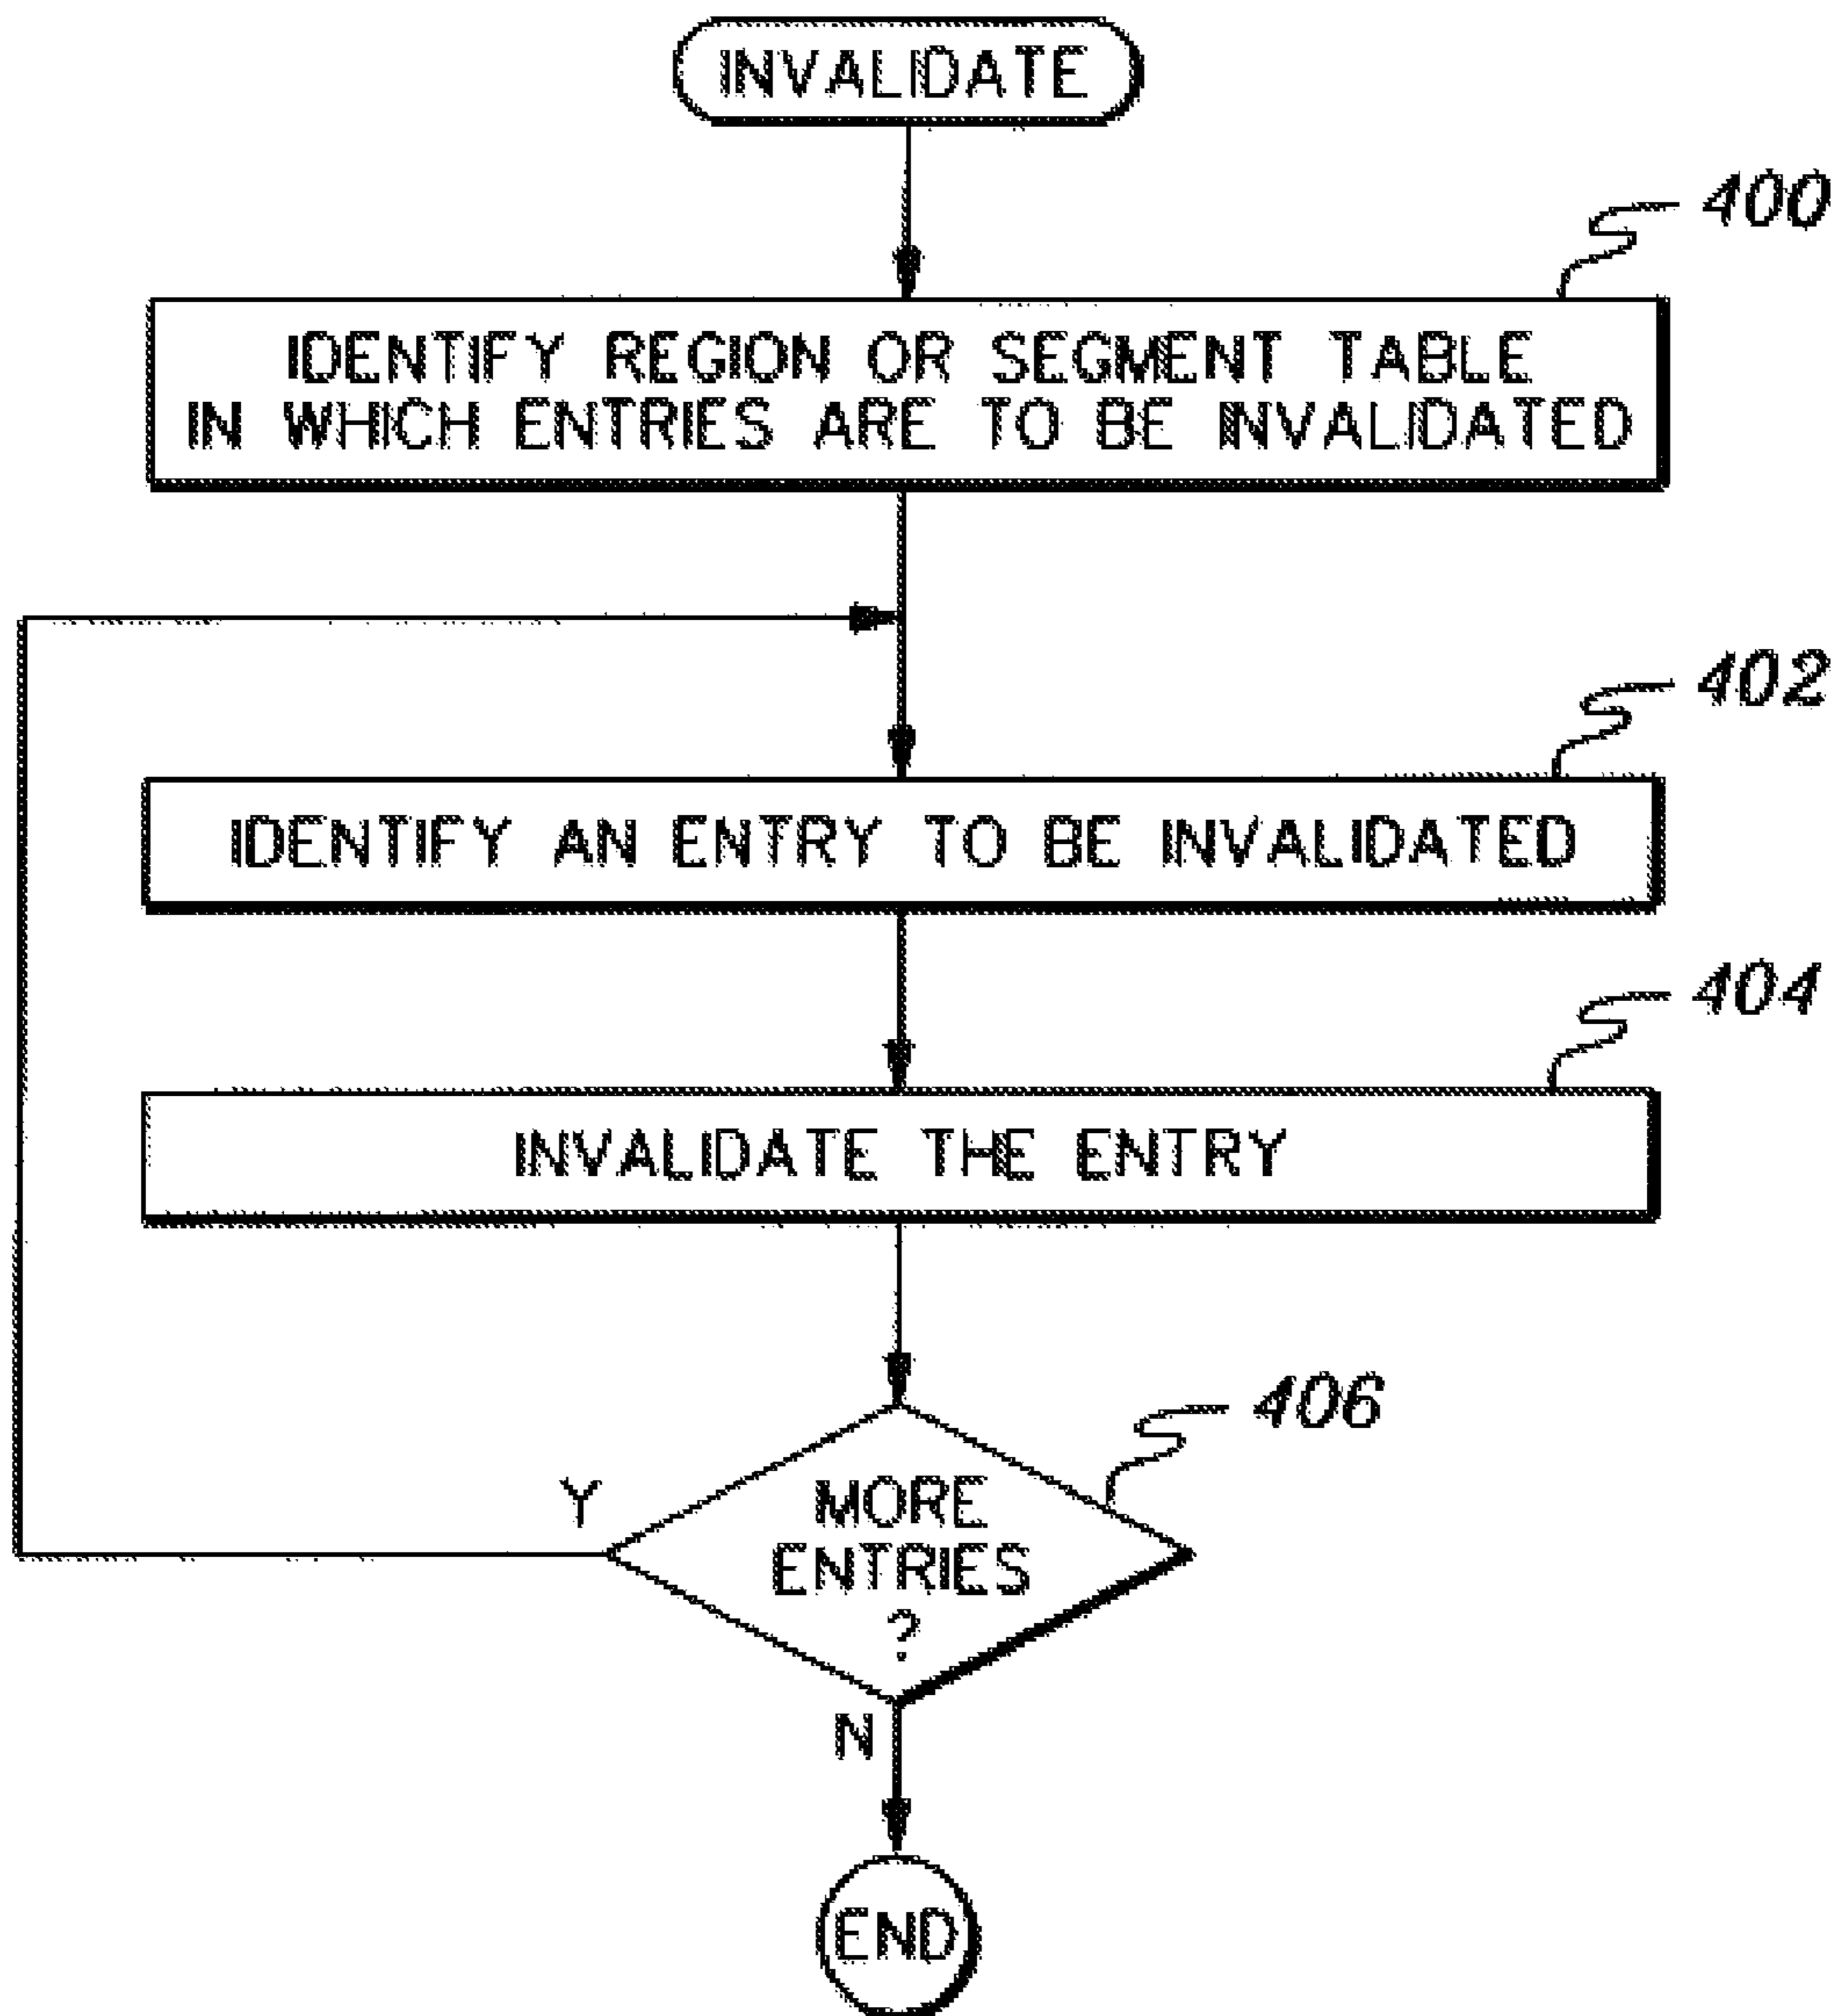 INVALIDATE
400
IDENTIFY REGION OR SEGMENT TABLE
IN WHICH ENTRIES ARE TO BE INVALIDATED
402
IDENTIFY AN ENTRY TO BE INVALIDATED
404
INVALIDATE THE ENTRY
406
Y
MORE
ENTRIES
?
N
END